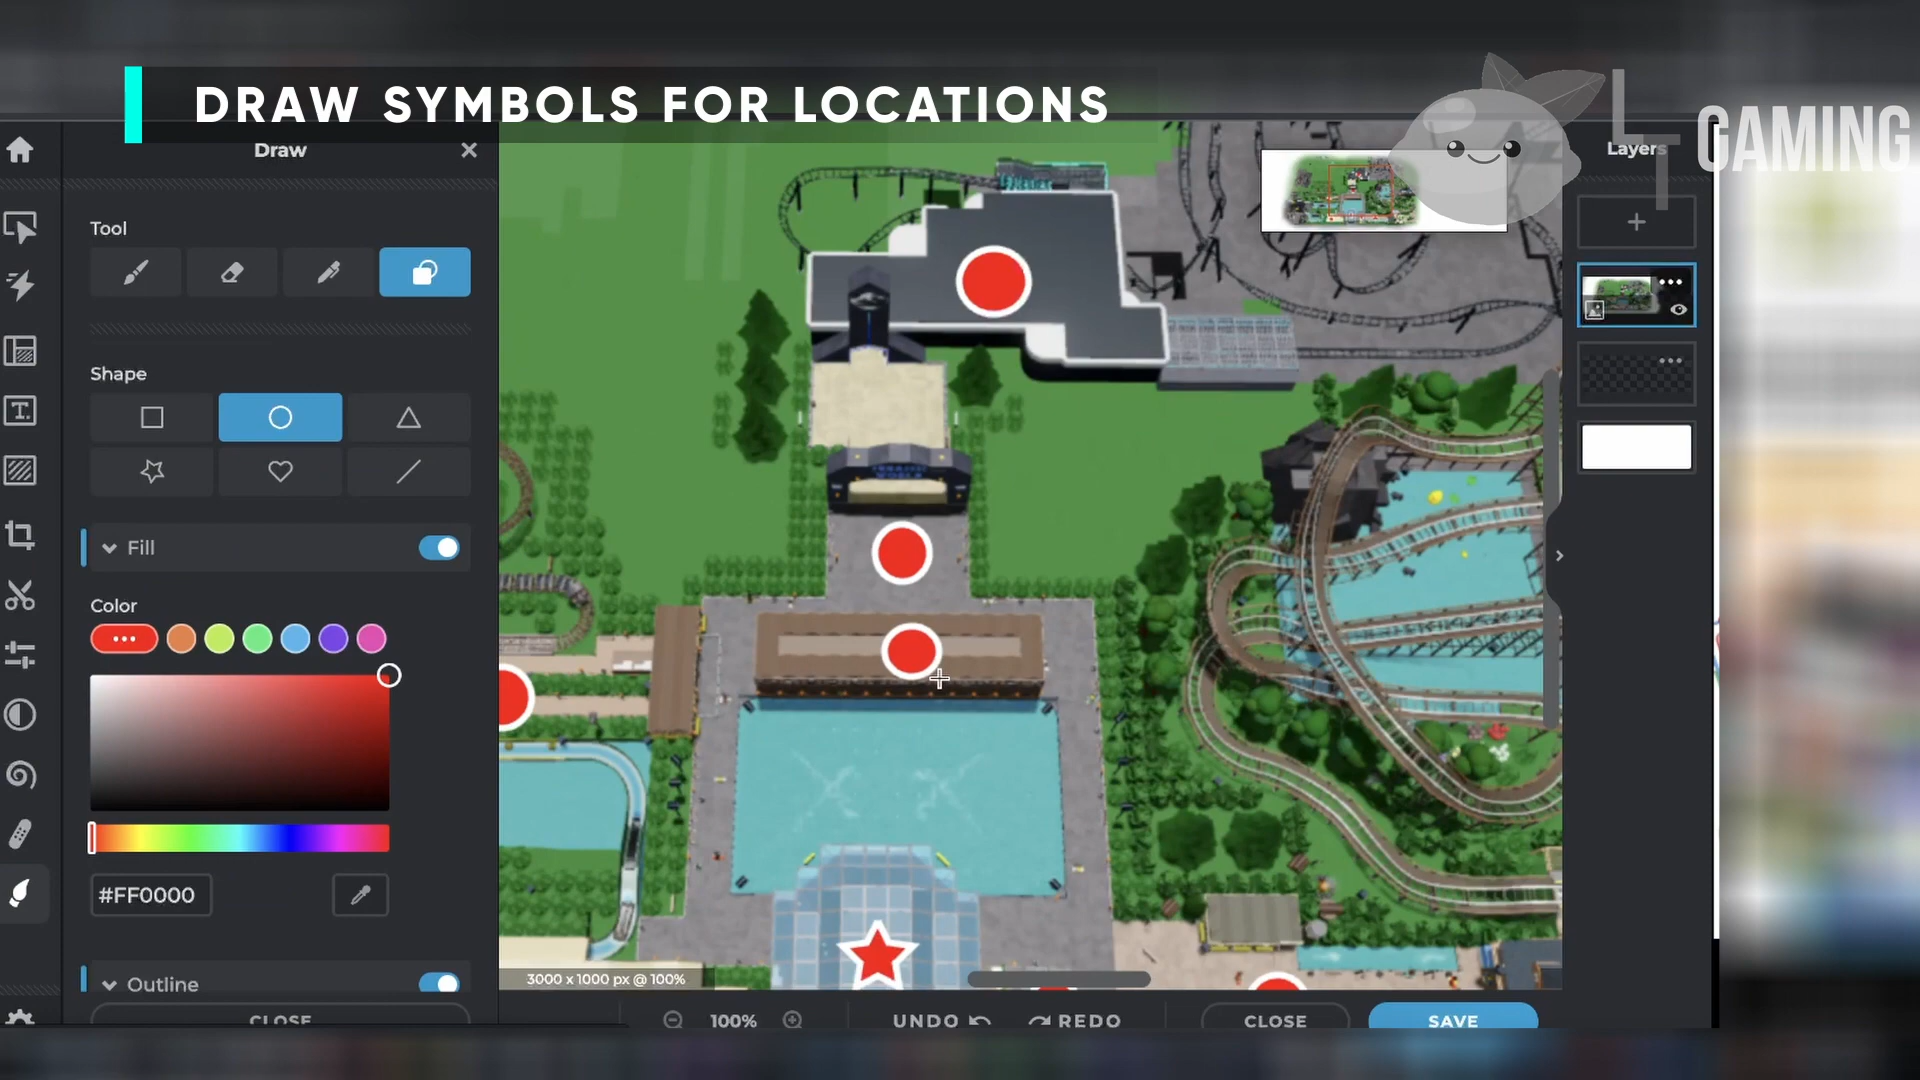 DRAW SYMBOLS FOR LOCATIONS
L
T
GAMING
Draw
Layers
Tool
Shape
Fill
Color
#FF0000
Outline
CLOSE
3000 x 1000 px @ 100%
100%
UNDO
REDO
CLOSE
SAVE